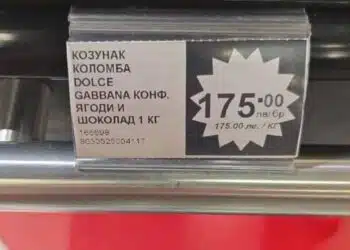 КОЗУНАК
КОЛОМБА
DOLCE
GABBANA КОНФ.
ЯГОДИ И
ШОКОЛАД 1 КГ
175.00
лв/бр
175.00 лв. / КГ